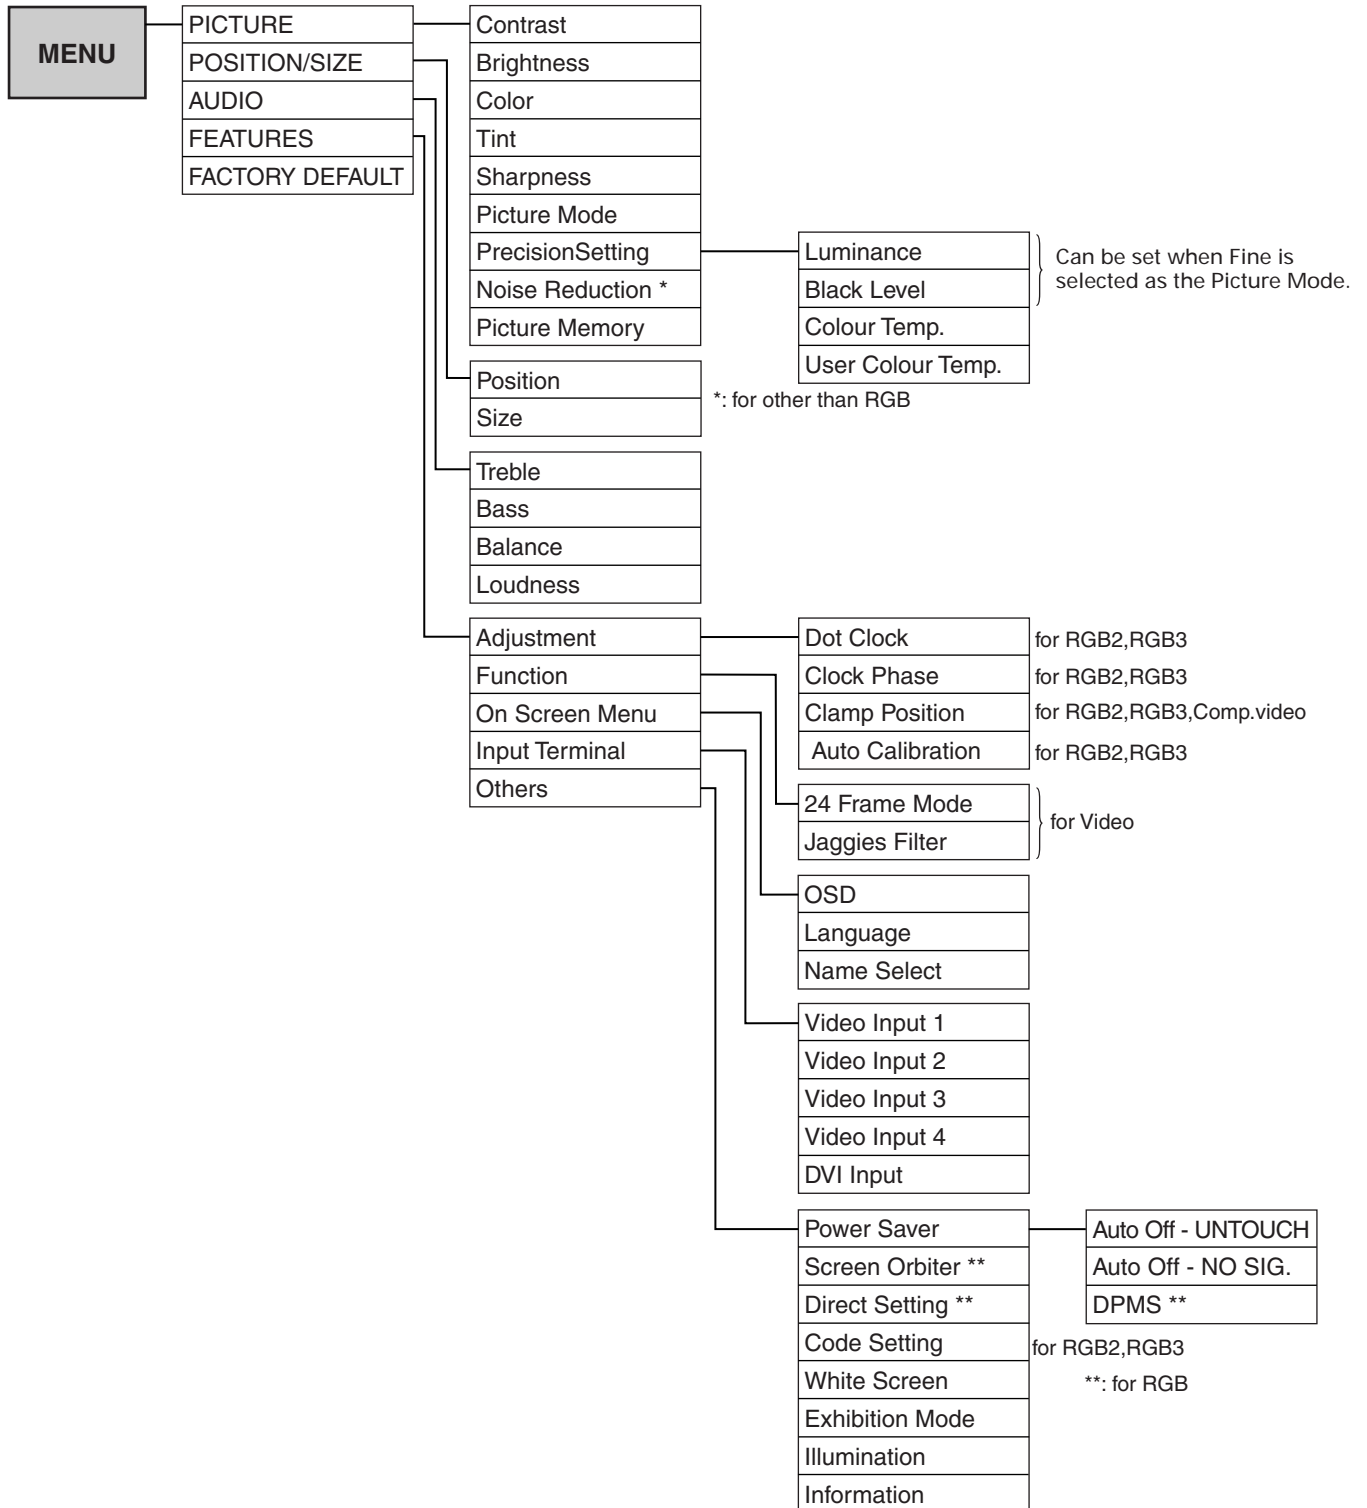 MENU
PICTURE
POSITION/SIZE
AUDIO
FEATURES
FACTORY DEFAULT
Contrast
Brightness
Color
Tint
Sharpness
Picture Mode
PrecisionSetting
Noise Reduction *
Picture Memory
Luminance
Black Level
Colour Temp.
User Colour Temp.
Can be set when Fine is
selected as the Picture Mode.
*: for other than RGB
Position
Size
Treble
Bass
Balance
Loudness
Adjustment
Function
On Screen Menu
Input Terminal
Others
Dot Clock for RGB2,RGB3
Clock Phase for RGB2,RGB3
Clamp Position for RGB2,RGB3,Comp.video
Auto Calibration for RGB2,RGB3
24 Frame Mode
Jaggies Filter
for Video
OSD
Language
Name Select
Video Input 1
Video Input 2
Video Input 3
Video Input 4
DVI Input
Power Saver
Screen Orbiter **
Direct Setting **
Code Setting for RGB2,RGB3
White Screen
Exhibition Mode
Illumination
Information
Auto Off - UNTOUCH
Auto Off - NO SIG.
DPMS **
**: for RGB